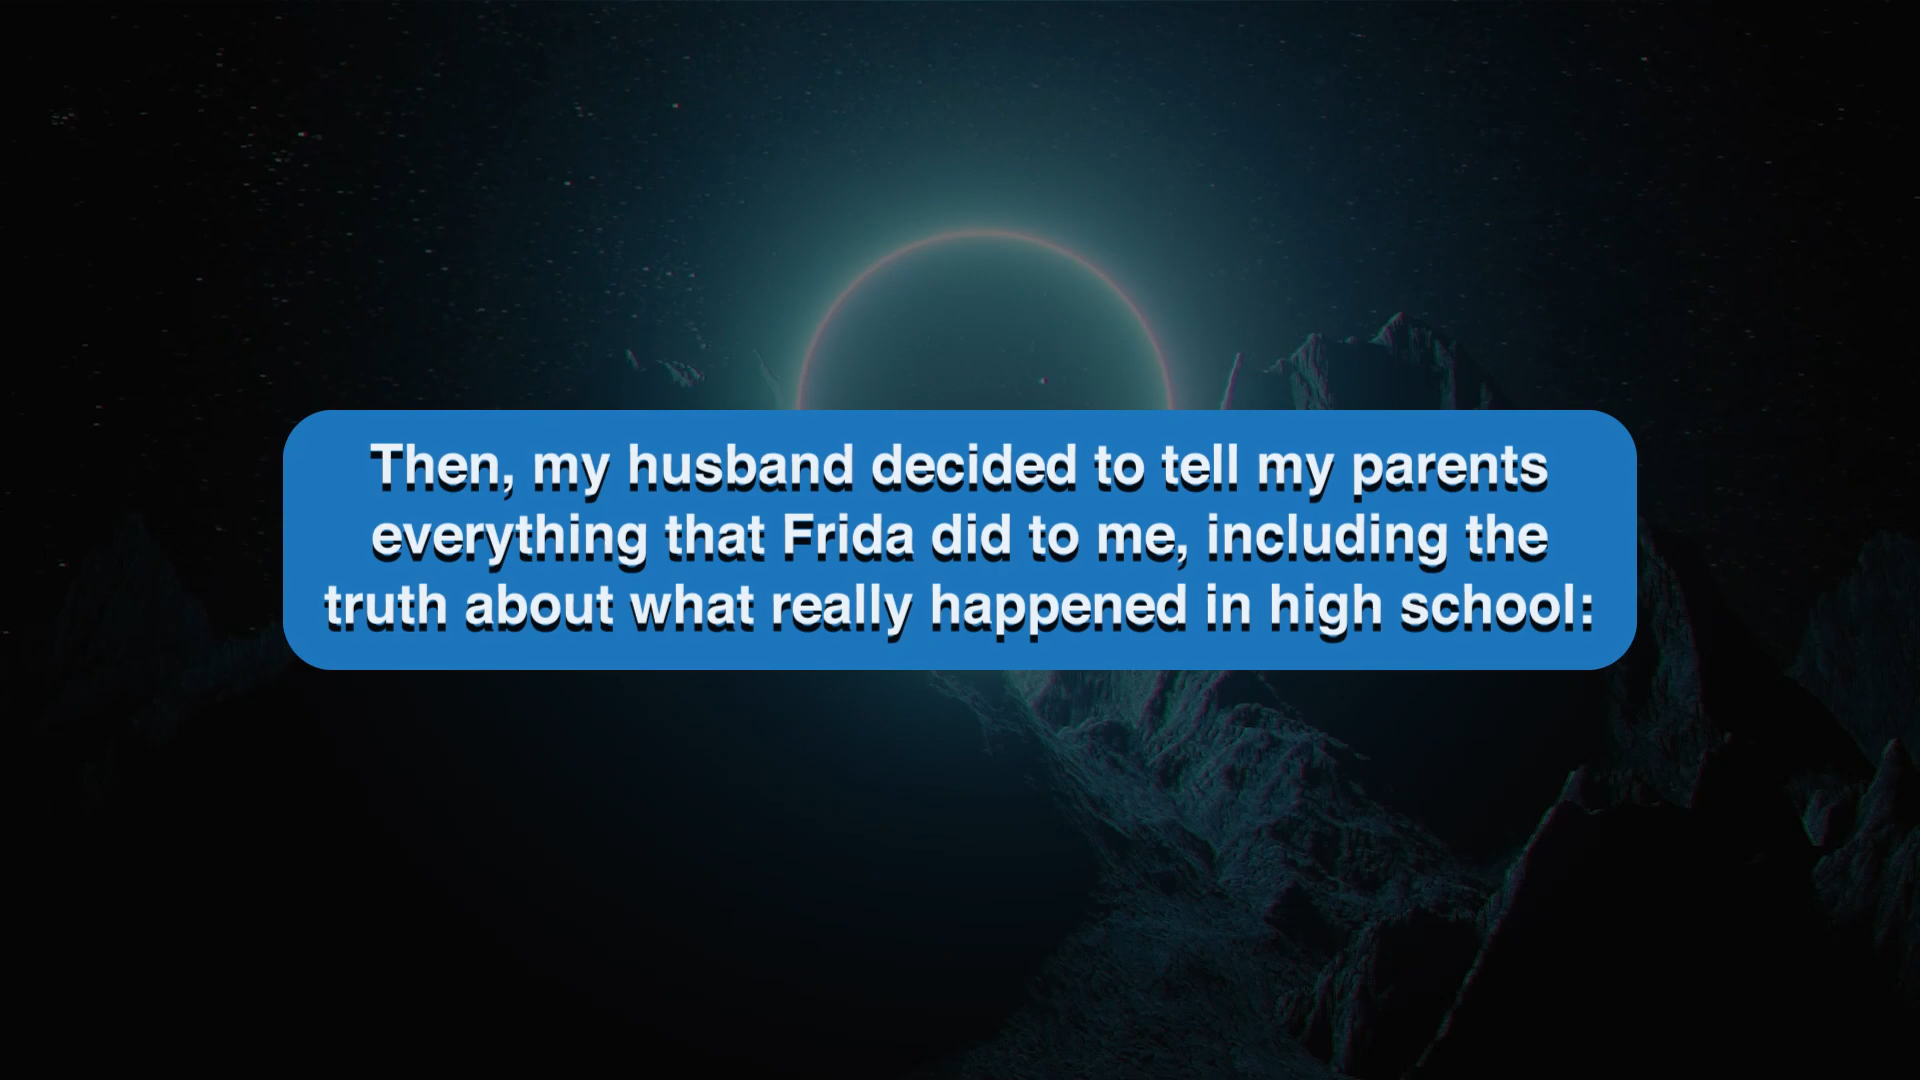 Then, my husband decided to tell my parents
everything that Frida did to me, including the
truth about what really happened in high school: